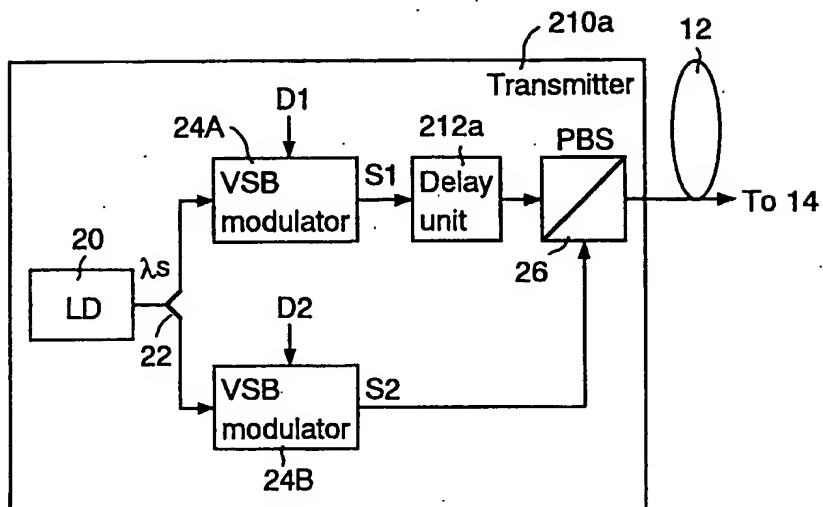 210a
12
Transmitter
D1
24A
212a
PBS
VSB
modulator
S1
Delay
unit
To 14
20
λs
26
LD
D2
22
VSB
modulator
S2
24B